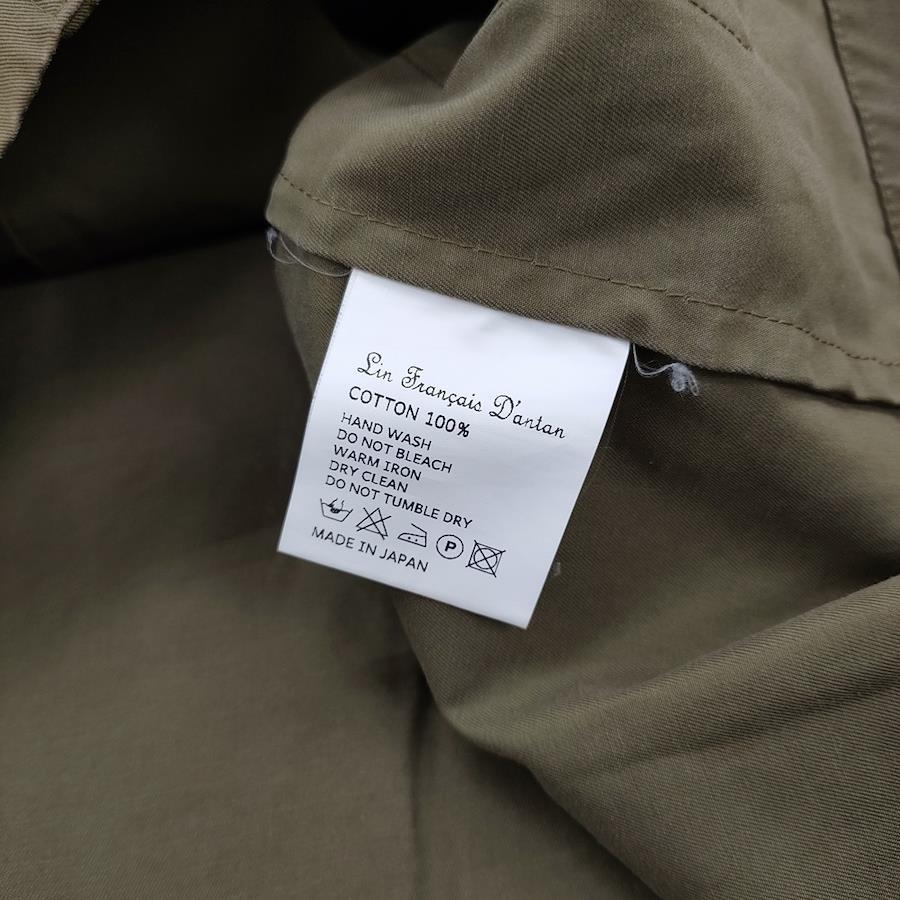 Lin Français D'antan
COTTON 100%
HAND WASH
DO NOT BLEACH
WARM IRON
DRY CLEAN
DO NOT TUMBLE DRY
P
MADE IN JAPAN